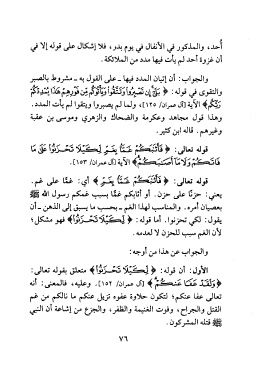 أُحد، والمذكور في الأنفال في يوم بدر، فلا إشكال على قوله إلا في
أن غزوة أحد لم يأت فيها مدد من الملائكة.
والجواب: أن إتيان المدد فيها ـ على القول به ـ مشروط بالصبر
والتقوى في قوله: ﴿ بَلَىٰٓ إِن تَصْبِرُوا۟ وَتَتَّقُوا۟ وَيَأْتُوكُم مِّن فَوْرِهِمْ هَٰذَا يُمْدِدْكُمْ
رَبُّكُم﴾ الآية [آل عمران/ ١٢٥]، ولما لم يصبروا ويتقوا لم يأت المدد.
وهذا قول مجاهد وعكرمة والضحاك والزهري وموسى بن عقبة
وغيرهم. قاله ابن كثير.
قوله تعالى: ﴿ فَأَثَٰبَكُمْ غَمًّۢا بِغَمٍّ لِّكَيْلَا تَحْزَنُوا۟ عَلَىٰ مَا
فَاتَكُمْ وَلَا مَآ أَصَٰبَكُمْ﴾ الآية [آل عمران/ ١٥٣].
قوله تعالى: ﴿ فَأَثَٰبَكُمْ غَمًّۢا بِغَمٍّ ﴾ أي: غمًّا على غم.
يعني: حزنًا على حزن. أو أثابكم غمًّا بسبب غمكم رسول الله ﷺ
بعصيان أمره. والمناسب لهذا الغم ـ بحسب ما يسبق إلى الذهن ـ أن
يقول: لكي تحزنوا. أما قوله: ﴿ لِّكَيْلَا تَحْزَنُوا۟ ﴾ فهو مشكل؛
لأن الغم سبب للحزن لا لعدمه.
والجواب عن هذا من أوجه:
الأول: أن قوله: ﴿ لِّكَيْلَا تَحْزَنُوا۟﴾ متعلق بقوله تعالى:
﴿ وَلَقَدْ عَفَا عَنكُمْ﴾ [آل عمران/ ١٥٢]. وعليه، فالمعنى: أنه
تعالى عفا عنكم؛ لتكون حلاوة عفوه تزيل عنكم ما نالكم من غم
القتل والجراح، وفوت الغنيمة والظفر، والجزع من إشاعة أن النبي
ﷺ قتله المشركون.
٧٦